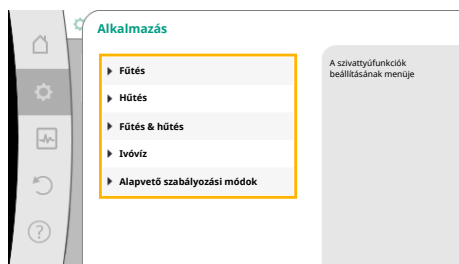 Alkalmazás
Fűtés
Hűtés
Fűtés & hűtés
Ivóvíz
Alapvető szabályozási módok
A szivattyúfunkciók
beállításának menüje
?